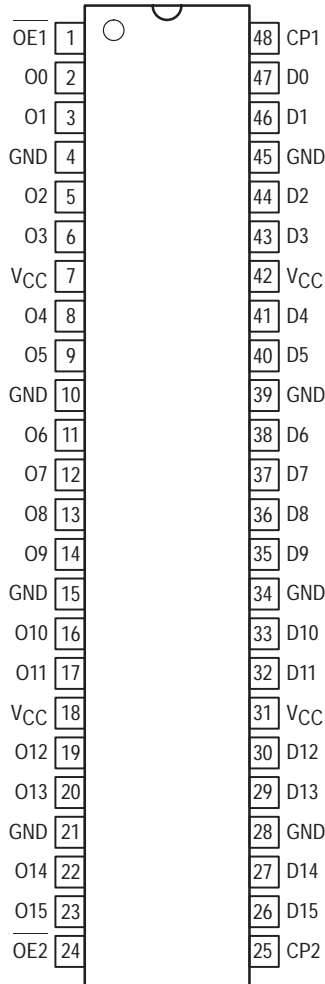 OE1 1 48 CP1
O0 2 47 D0
O1 3 46 D1
GND 4 45 GND
O2 5 44 D2
O3 6 43 D3
VCC 7 42 VCC
O4 8 41 D4
O5 9 40 D5
GND 10 39 GND
O6 11 38 D6
O7 12 37 D7
O8 13 36 D8
O9 14 35 D9
GND 15 34 GND
O10 16 33 D10
O11 17 32 D11
VCC 18 31 VCC
O12 19 30 D12
O13 20 29 D13
GND 21 28 GND
O14 22 27 D14
O15 23 26 D15
OE2 24 25 CP2